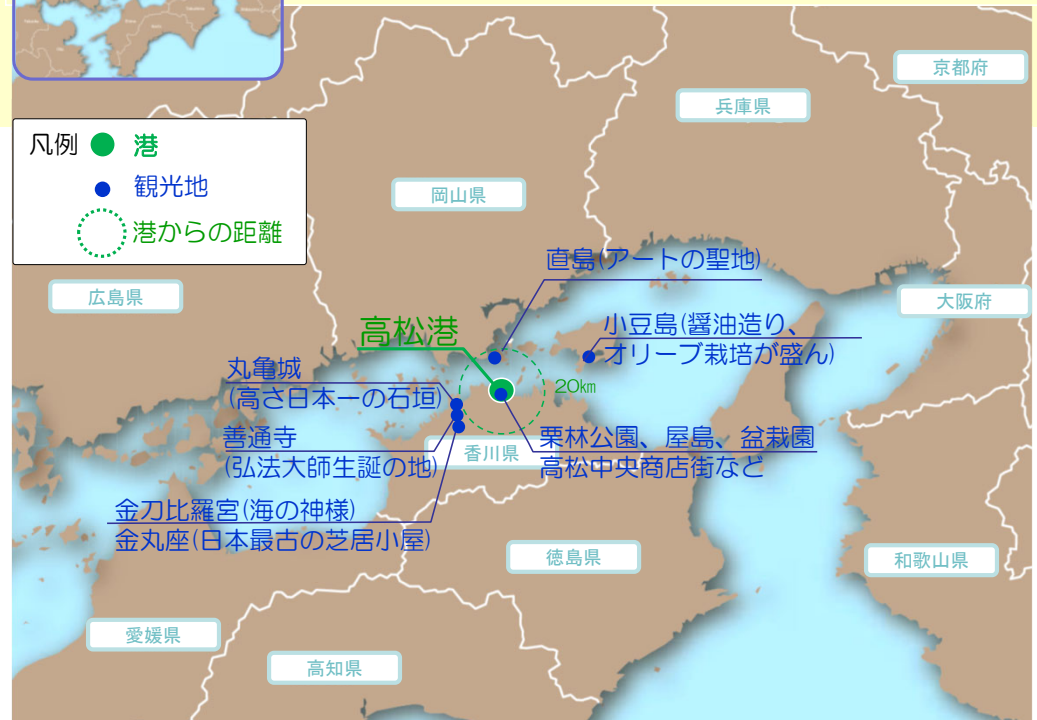 京都府
兵庫県
凡例 港
観光地
港からの距離
岡山県
広島県
直島(アートの聖地)
大阪府
小豆島(醤油造り、
オリーブ栽培が盛ん)
高松港
20km
丸亀城
(高さ日本一の石垣)
善通寺
(弘法大師生誕の地)
香川県
栗林公園、屋島、盆栽園
高松中央商店街など
金刀比羅宮(海の神様)
金丸座(日本最古の芝居小屋)
徳島県
和歌山県
愛媛県
高知県